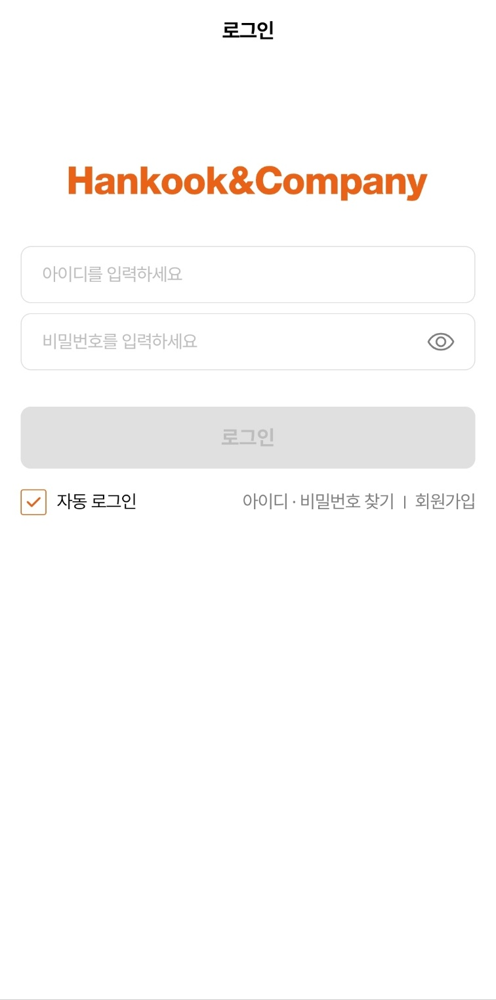 로그인
Hankook&Company
아이디를 입력하세요
비밀번호를 입력하세요
로그인
자동 로그인 아이디 · 비밀번호 찾기 | 회원가입